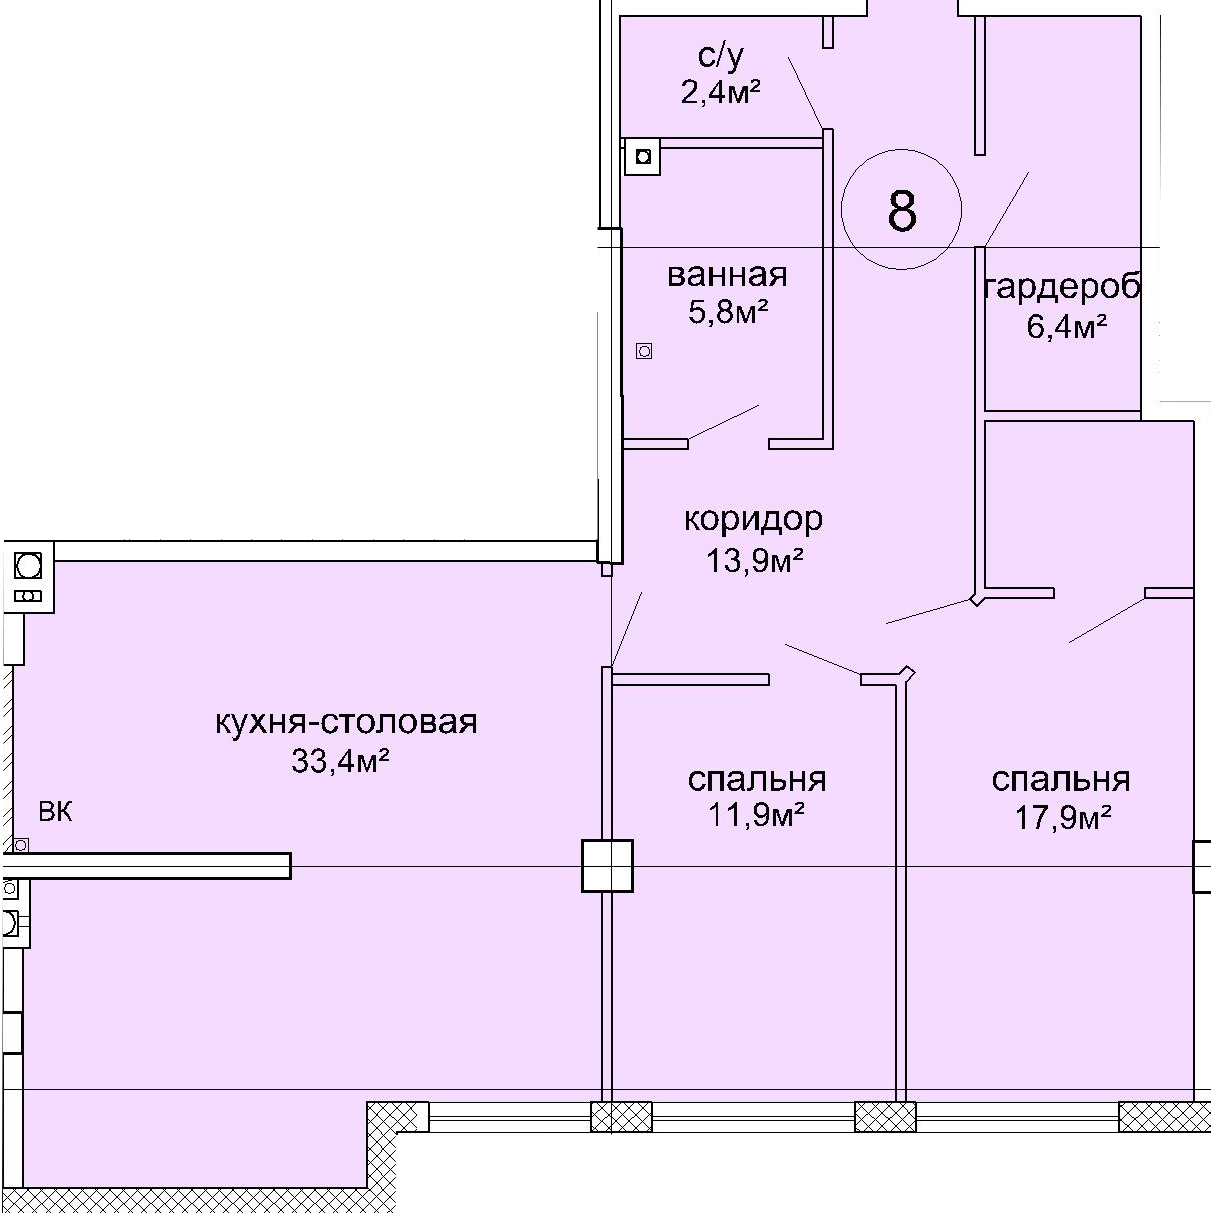 с/у
2,4м²
8
ванная
5,8м²
гардероб
6,4м²
коридор
13,9м²
кухня-столовая
33,4м²
ВК
спальня
11,9м²
спальня
17,9м²